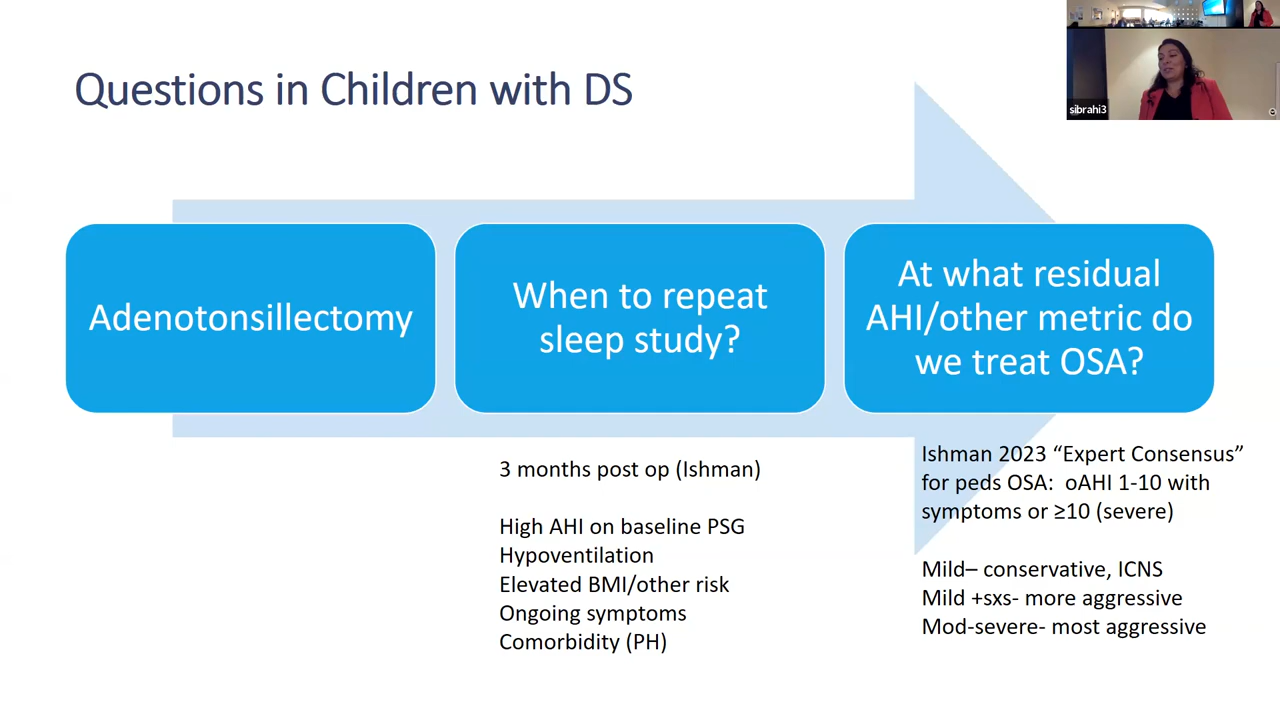 Questions in Children with DS
sibrahi3
Adenotonsillectomy
When to repeat
sleep study?
At what residual
AHI/other metric do
we treat OSA?
3 months post op (Ishman)
High AHI on baseline PSG
Hypoventilation
Elevated BMI/other risk
Ongoing symptoms
Comorbidity (PH)
Ishman 2023 “Expert Consensus”
for peds OSA:  oAHI 1-10 with
symptoms or ≥10 (severe)
Mild– conservative, ICNS
Mild +sxs- more aggressive
Mod-severe- most aggressive